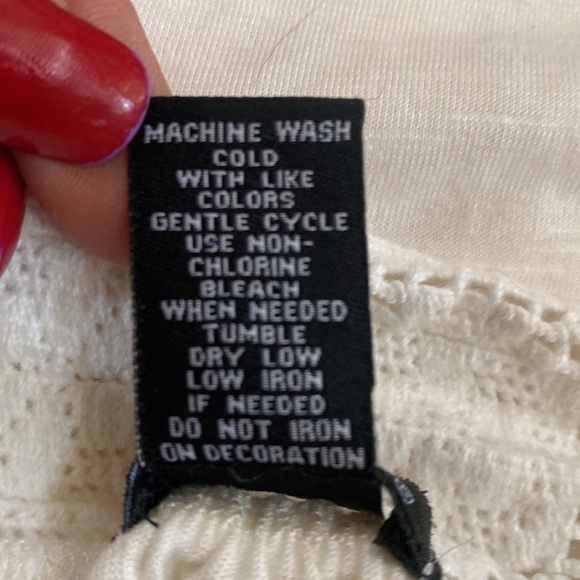 MACHINE WASH
COLD
WITH LIKE
COLORS
GENTLE CYCLE
USE NON-
CHLORINE
BLEACH
WHEN NEEDED
TUMBLE
DRY LOW
LOW IRON
IF NEEDED
DO NOT IRON
ON DECORATION